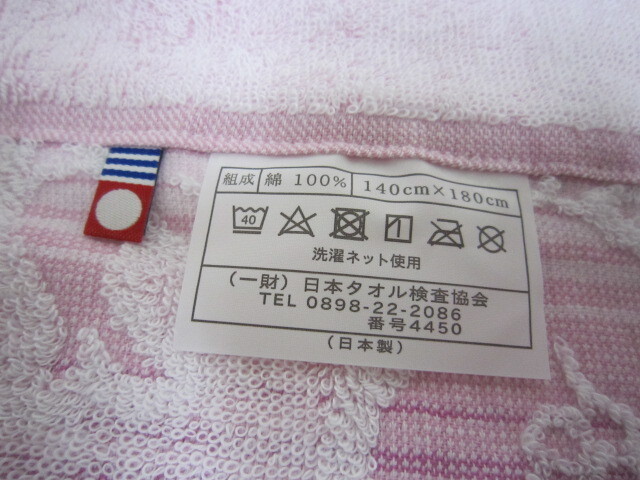 組成 綿 100% 140cm×180cm
40
洗濯ネット使用
(一財)日本タオル検査協会
TEL 0898-22-2086
番号4450
(日本製)